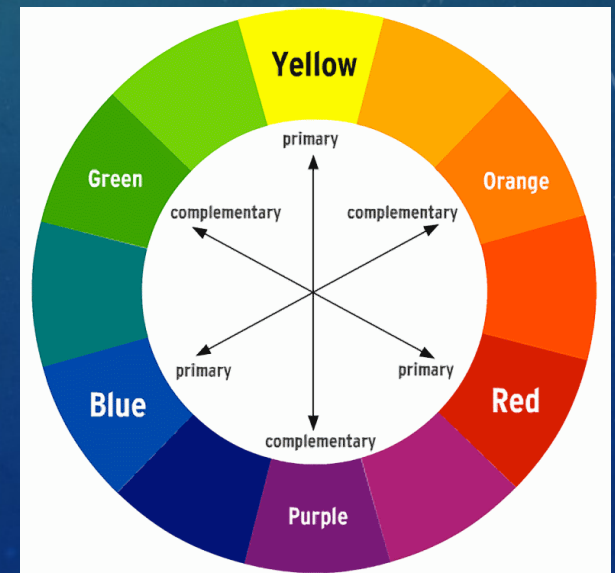 Yellow
primary
Green
Orange
complementary
complementary
primary
primary
Blue
Red
complementary
Purple